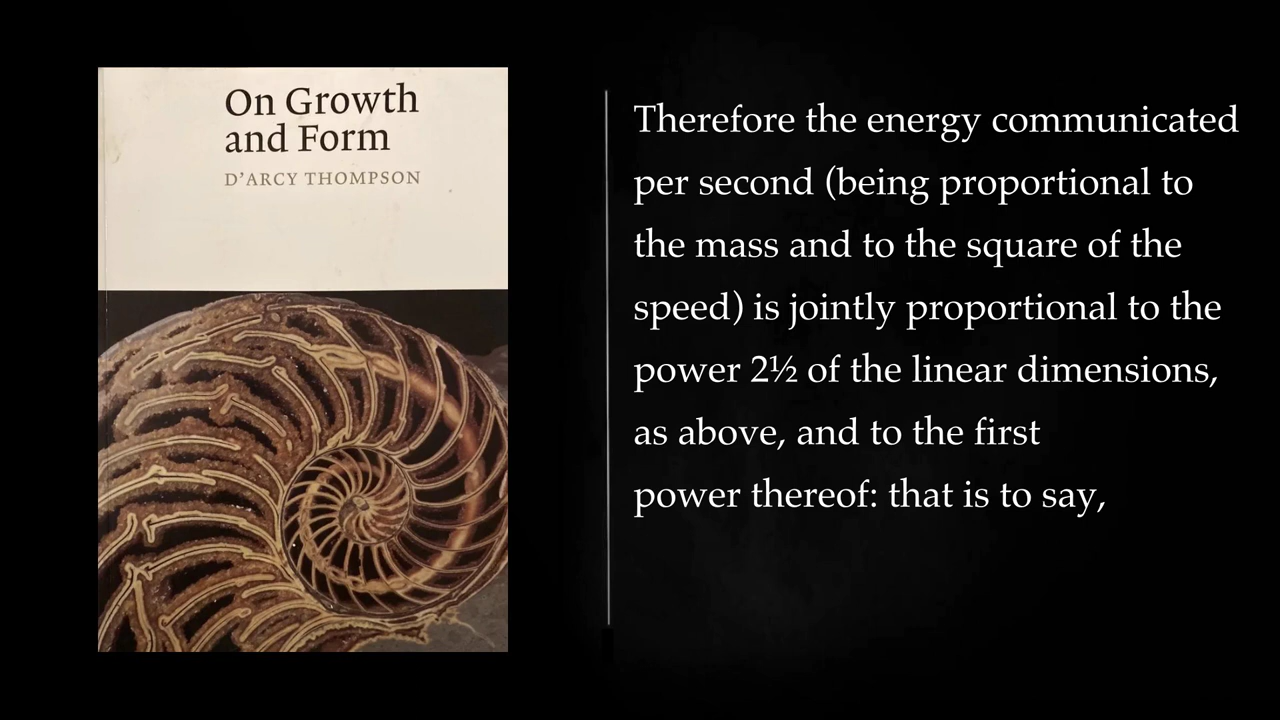 On Growth
and Form
D'ARCY THOMPSON
Therefore the energy communicated
per second (being proportional to
the mass and to the square of the
speed) is jointly proportional to the
power 2½ of the linear dimensions,
as above, and to the first
power thereof: that is to say,